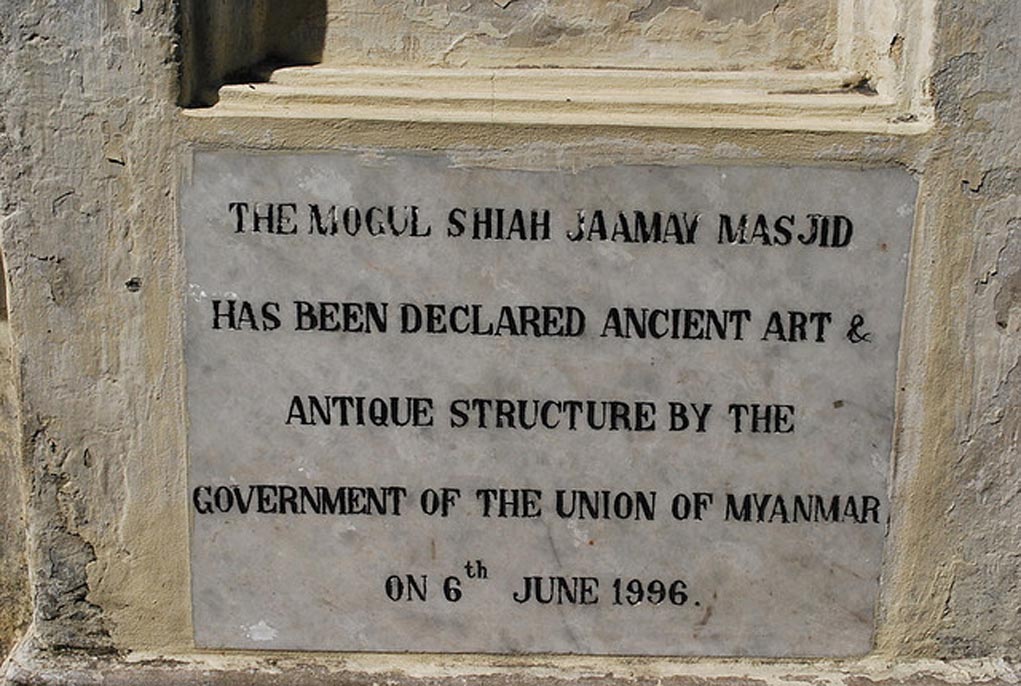 THE MOGUL SHIAH JAAMAY MASJID
HAS BEEN DECLARED ANCIENT ART &
ANTIQUE STRUCTURE BY THE
GOVERNMENT OF THE UNION OF MYANMAR
ON 6th JUNE 1996.